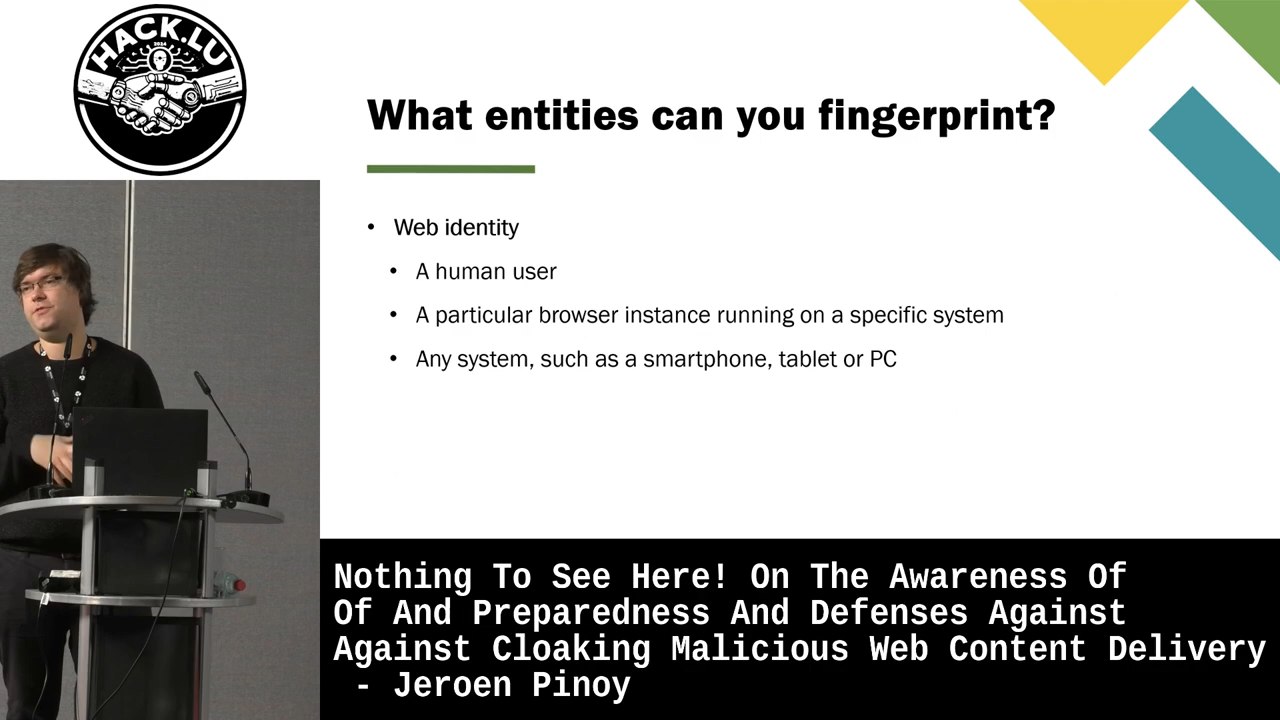 HACK.LU
2024
What entities can you fingerprint?
• Web identity
• A human user
• A particular browser instance running on a specific system
• Any system, such as a smartphone, tablet or PC
Nothing To See Here! On The Awareness Of
Of And Preparedness And Defenses Against
Against Cloaking Malicious Web Content Delivery
- Jeroen Pinoy